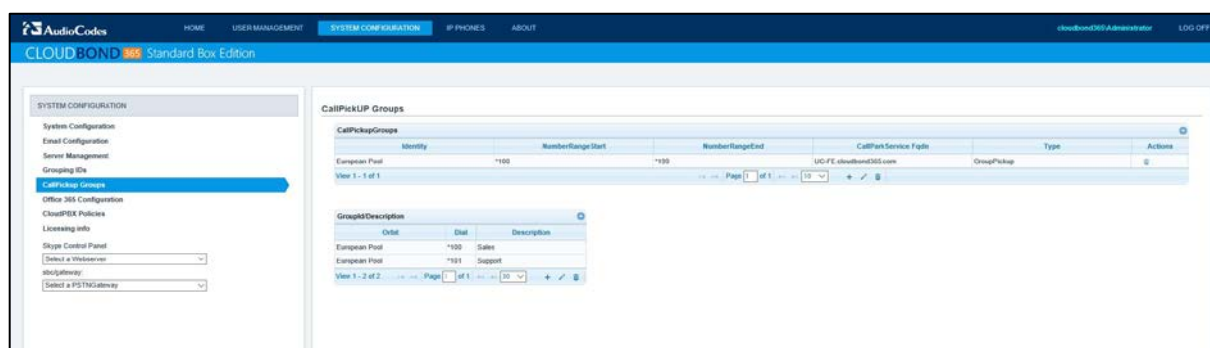 AudioCodes HOME USER MANAGEMENT SYSTEM CONFIGURATION IP PHONES ABOUT cloudbond365\Administrator LOG OFF
CLOUDBOND 365 Standard Box Edition
SYSTEM CONFIGURATION
System Configuration
Email Configuration
Server Management
Grouping IDs
CallPickup Groups
Office 365 Configuration
CloudPBX Policies
Licensing info
Skype Control Panel
Select a Webserver
sbc/gateway:
Select a PSTNGateway
CallPickUP Groups
CallPickupGroups
Identity NumberRangeStart NumberRangeEnd CallParkService Fqdn Type Actions
European Pool *100 *199 UC-FE.cloudbond365.com GroupPickup
View 1 - 1 of 1 Page 1 of 1 10
GroupId/Description
Orbit Dial Description
European Pool *100 Sales
European Pool *101 Support
View 1 - 2 of 2 Page 1 of 1 10